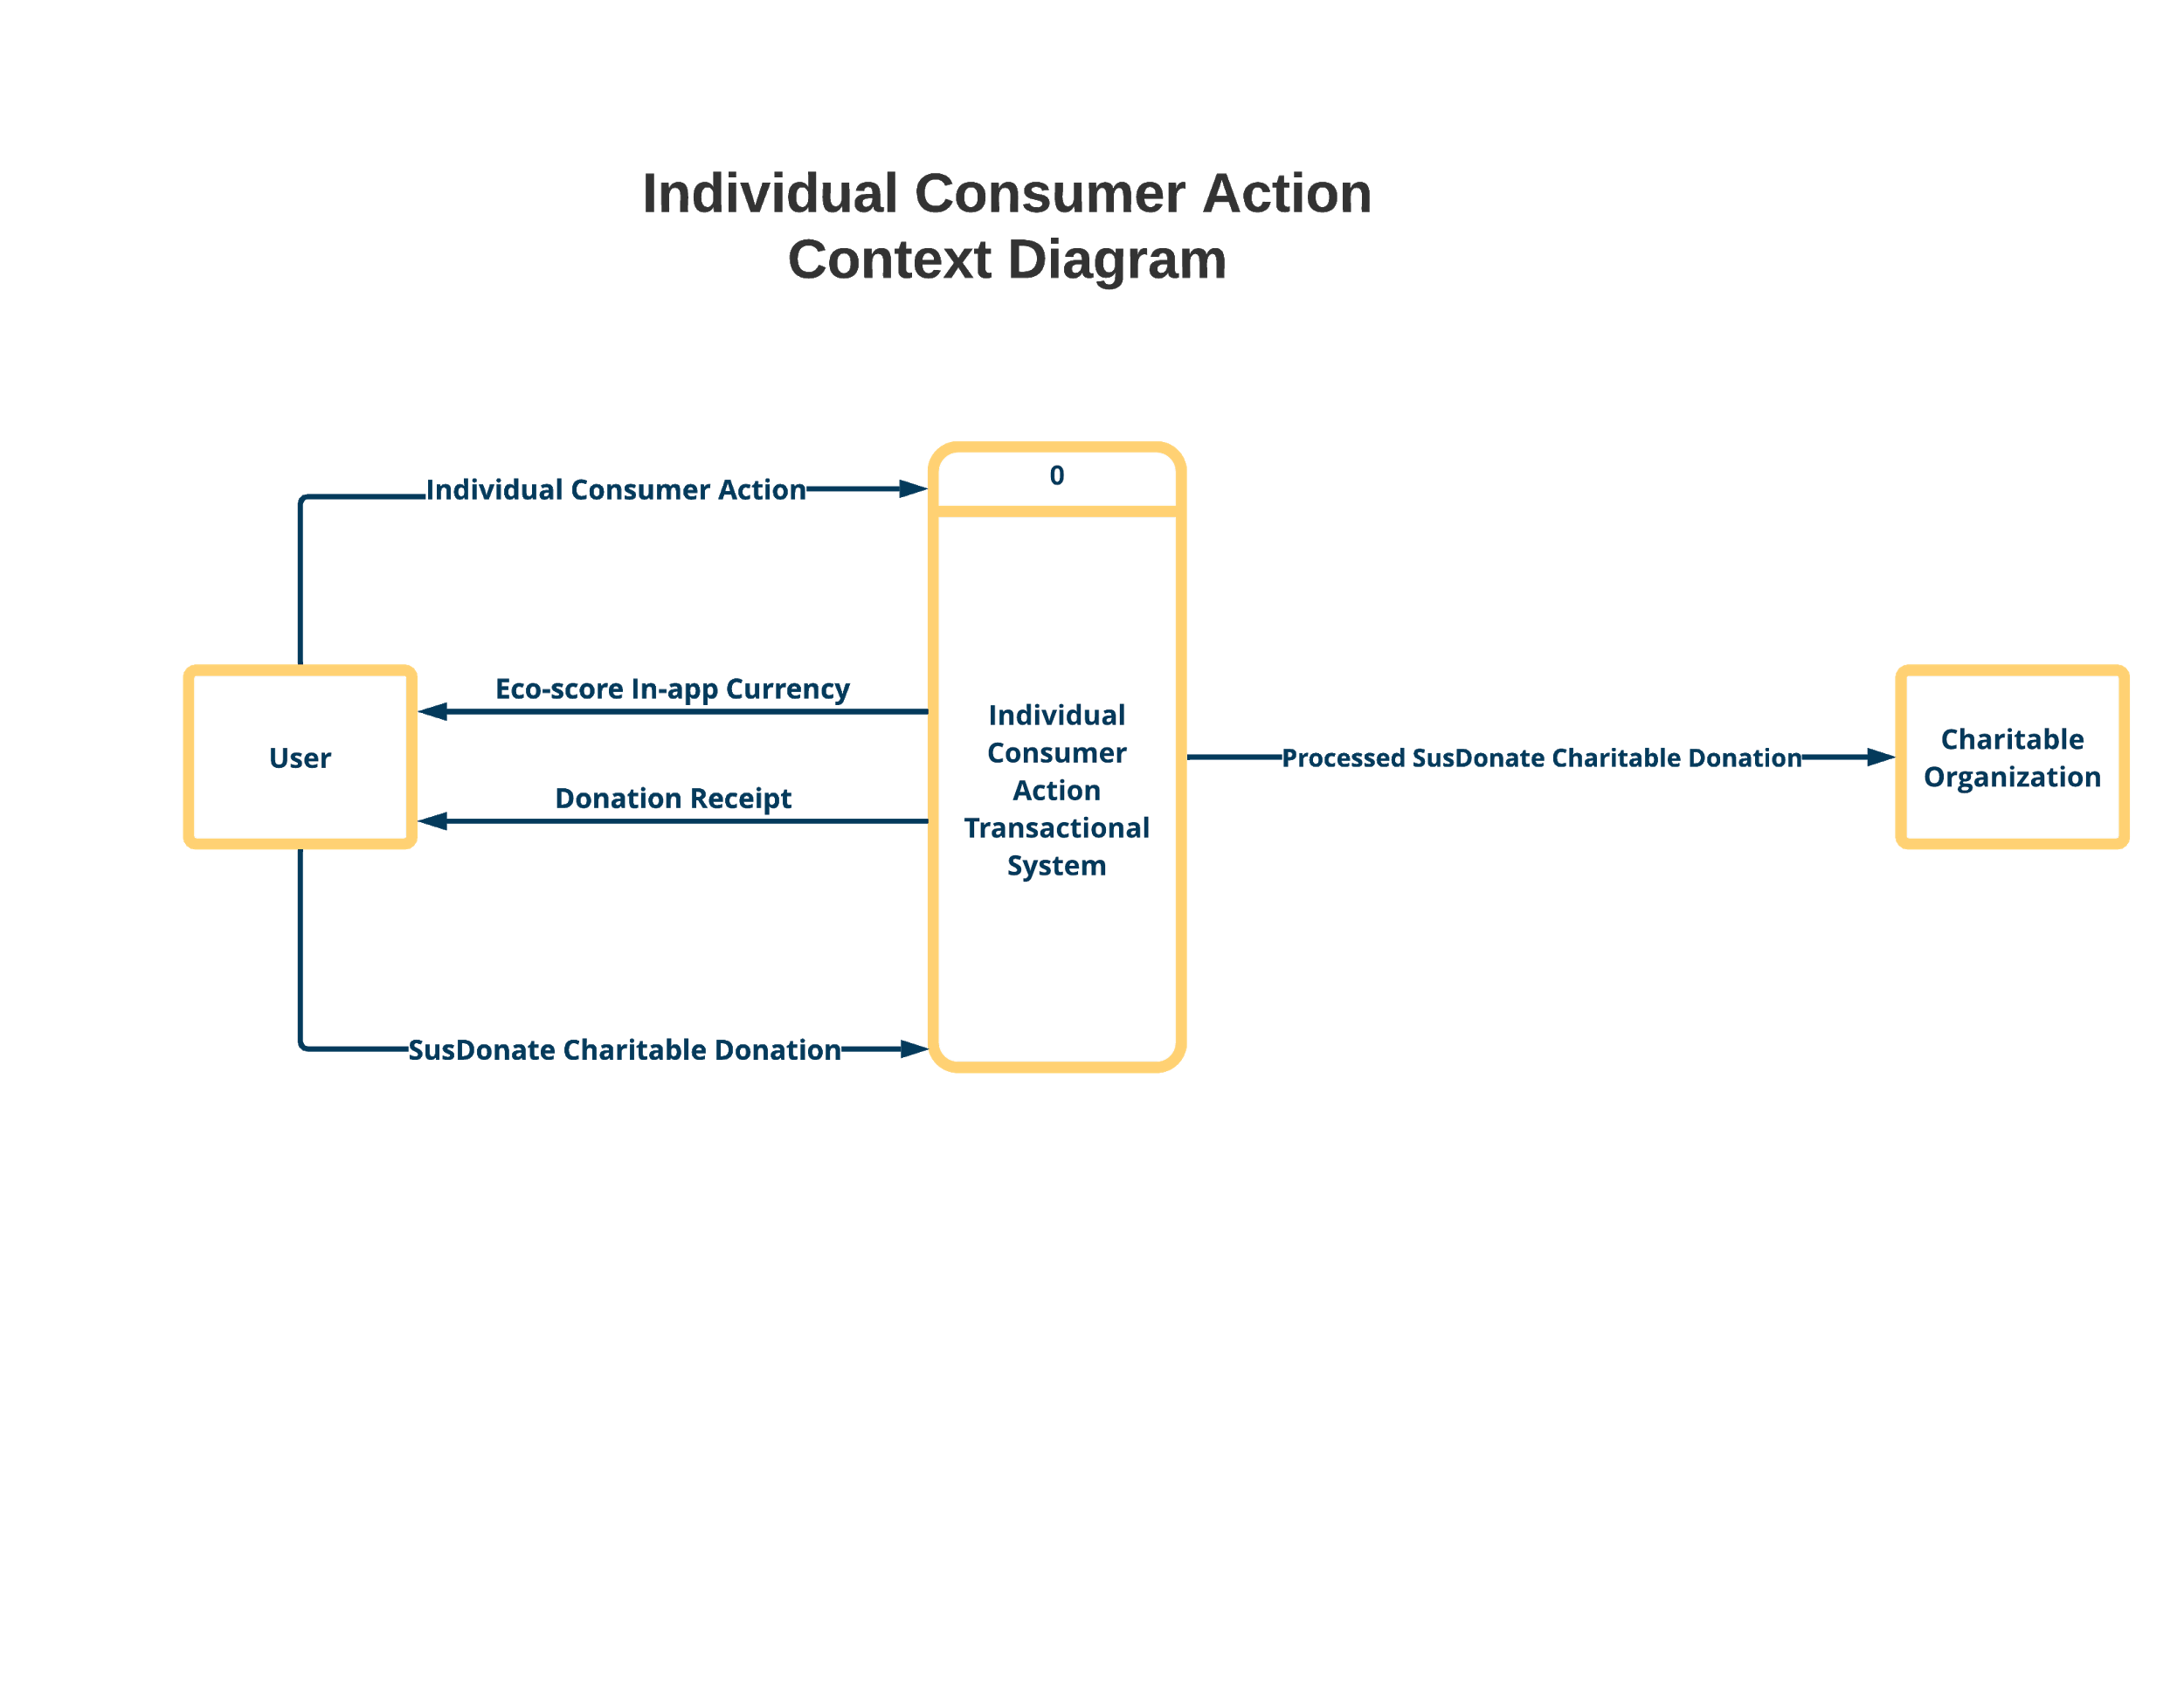 Individual Consumer Action
Context Diagram
0
Individual Consumer Action
Eco-score In-app Currency
User
Donation Receipt
SusDonate Charitable Donation
Individual
Consumer
Action
Transactional
System
Processed SusDonate Charitable Donation
Charitable
Organization